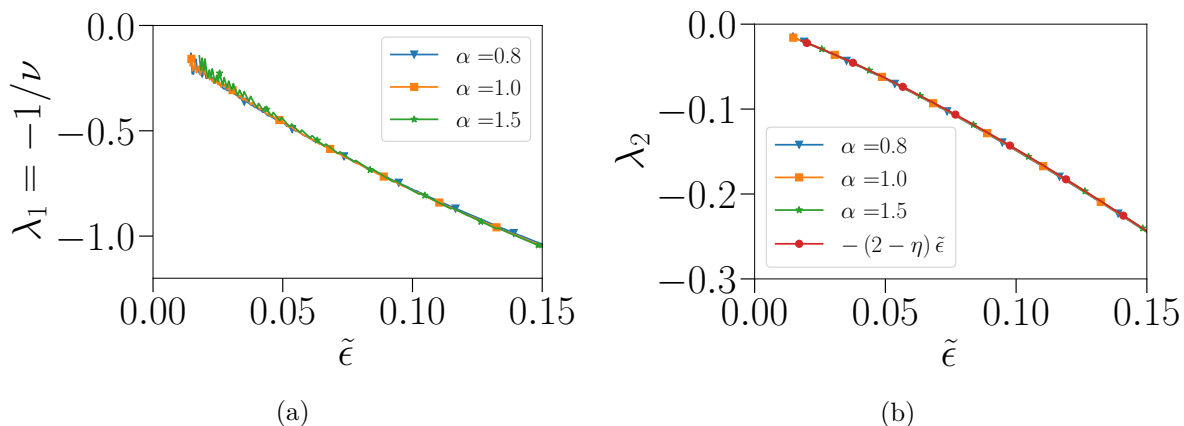 0.0
−0.5
−1.0
λ₁ = −1/ν
α =0.8
α =1.0
α =1.5
0.00 0.05 0.10 0.15
ϵ̃
(a)
0.0
−0.1
−0.2
−0.3
λ₂
α =0.8
α =1.0
α =1.5
− (2 − η) ϵ̃
0.00 0.05 0.10 0.15
ϵ̃
(b)